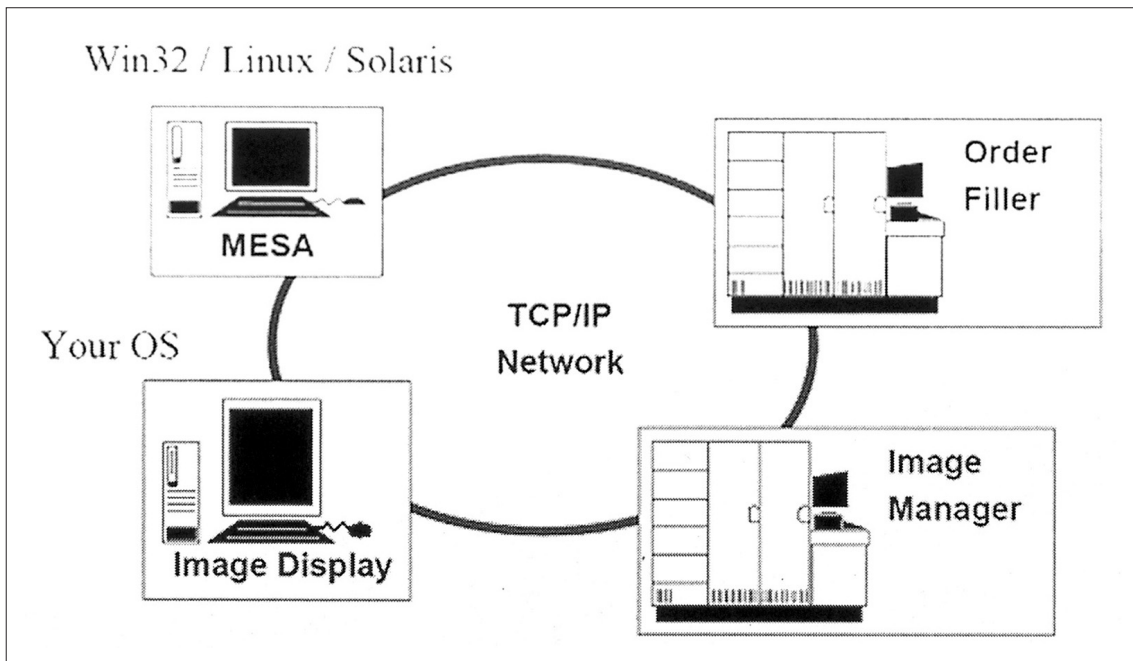 Win32 / Linux / Solaris
MESA
Order
Filler
TCP/IP
Network
Your OS
Image Display
Image
Manager